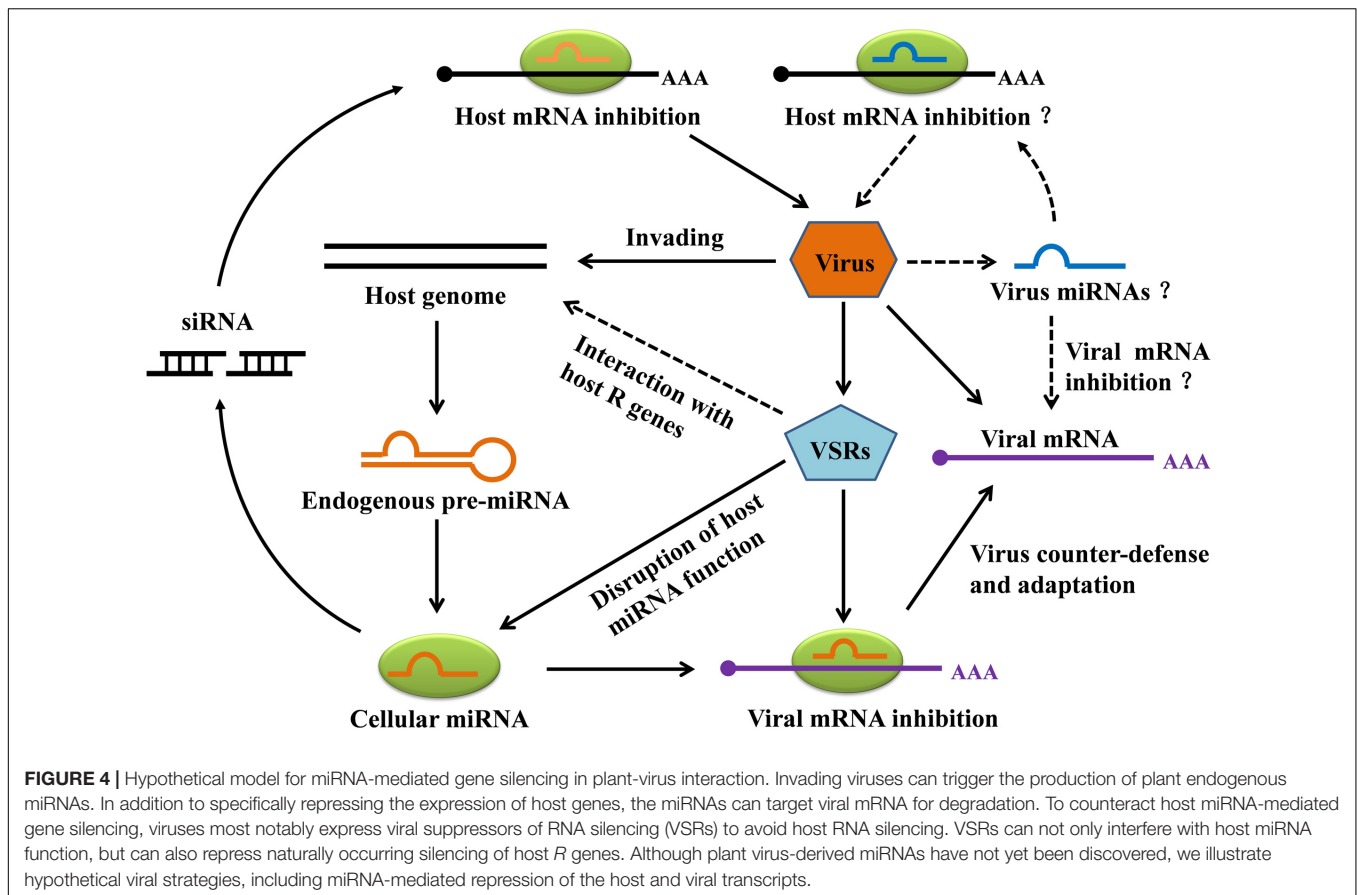 AAA
AAA
Host mRNA inhibition
Host mRNA inhibition ?
Invading
Virus
Host genome
Virus miRNAs ?
siRNA
Interaction with
host R genes
Viral mRNA
inhibition ?
VSRs
Viral mRNA
AAA
Endogenous pre-miRNA
Disruption of host
miRNA function
Virus counter-defense
and adaptation
AAA
Cellular miRNA
Viral mRNA inhibition
FIGURE 4 | Hypothetical model for miRNA-mediated gene silencing in plant-virus interaction. Invading viruses can trigger the production of plant endogenous
miRNAs. In addition to specifically repressing the expression of host genes, the miRNAs can target viral mRNA for degradation. To counteract host miRNA-mediated
gene silencing, viruses most notably express viral suppressors of RNA silencing (VSRs) to avoid host RNA silencing. VSRs can not only interfere with host miRNA
function, but can also repress naturally occurring silencing of host R genes. Although plant virus-derived miRNAs have not yet been discovered, we illustrate
hypothetical viral strategies, including miRNA-mediated repression of the host and viral transcripts.